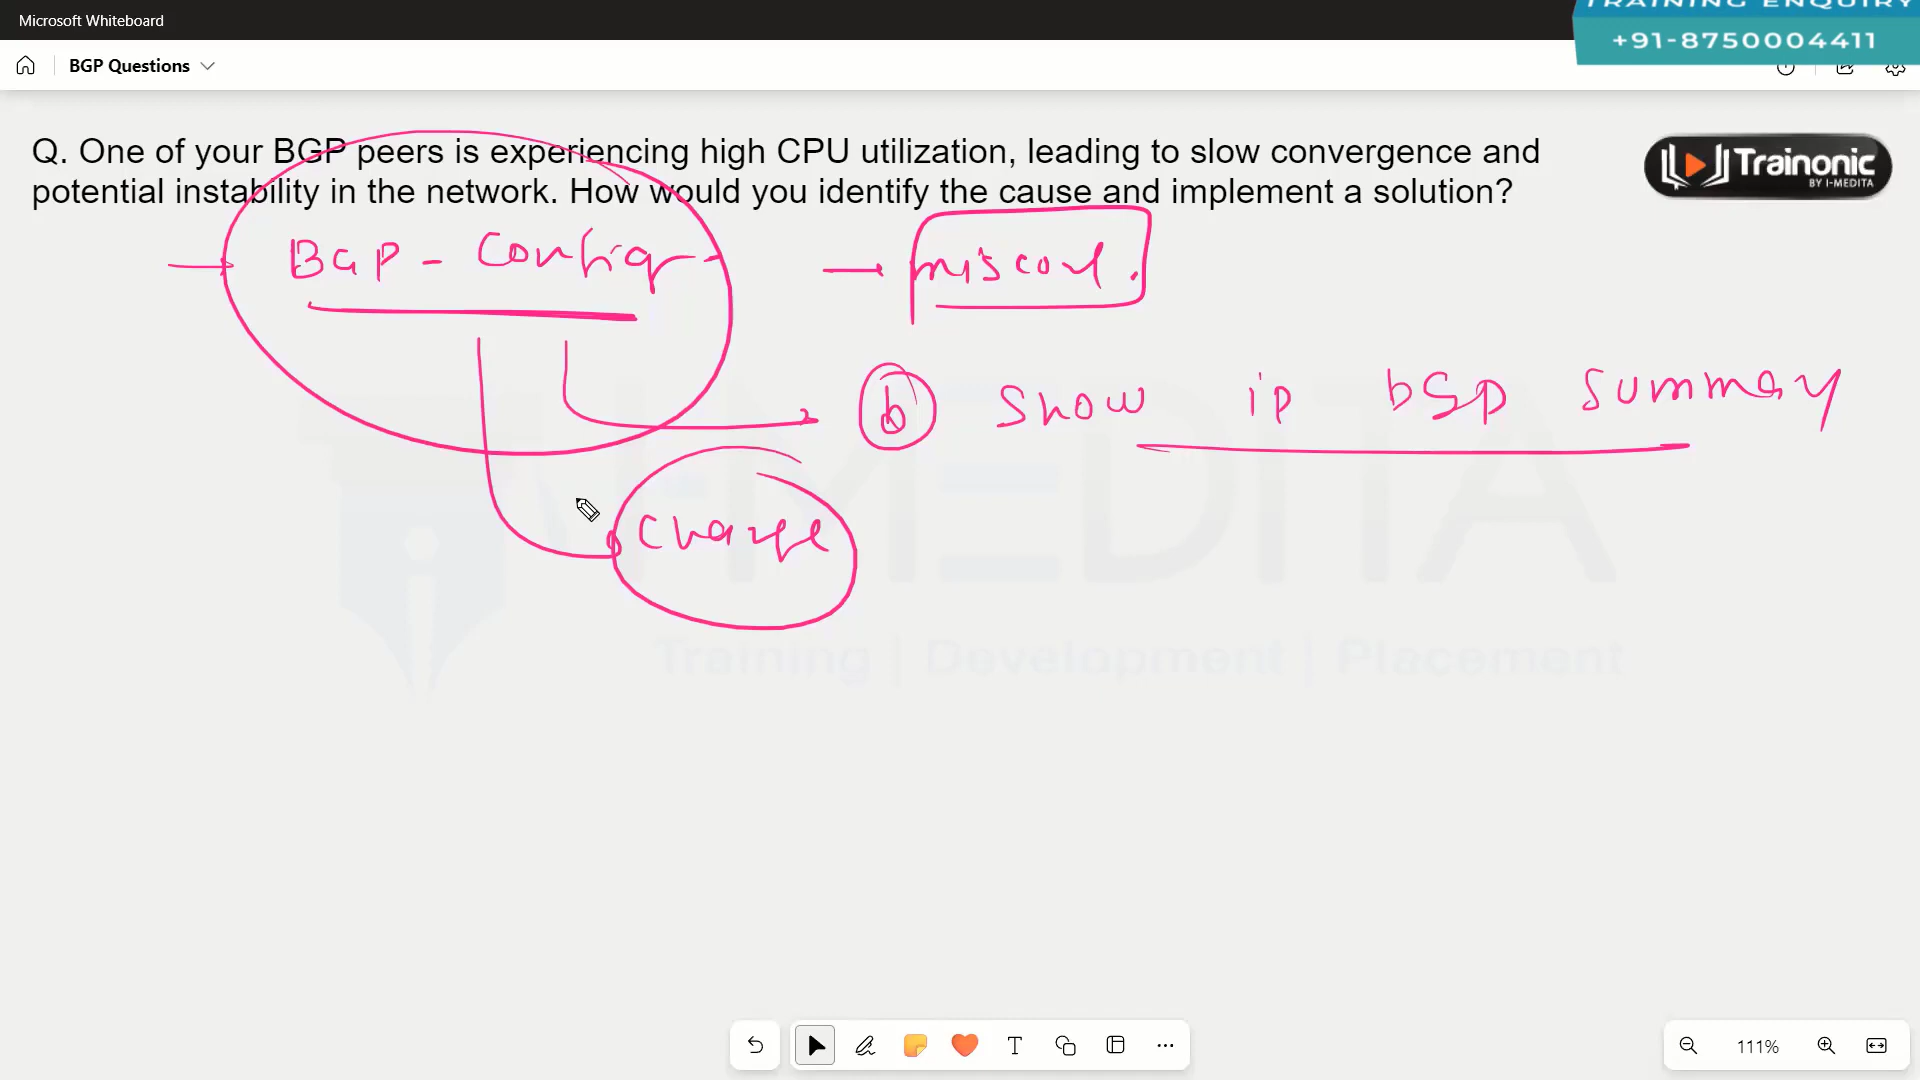 Microsoft Whiteboard
TRAINING ENQUIRY
+91-8750004411
BGP Questions
Q. One of your BGP peers is experiencing high CPU utilization, leading to slow convergence and
potential instability in the network. How would you identify the cause and implement a solution?
Trainonic
BY I-MEDITA
BGP - Config
b show ip bgp summary
change
I-MEDITA
Training | Development | Placement
111%